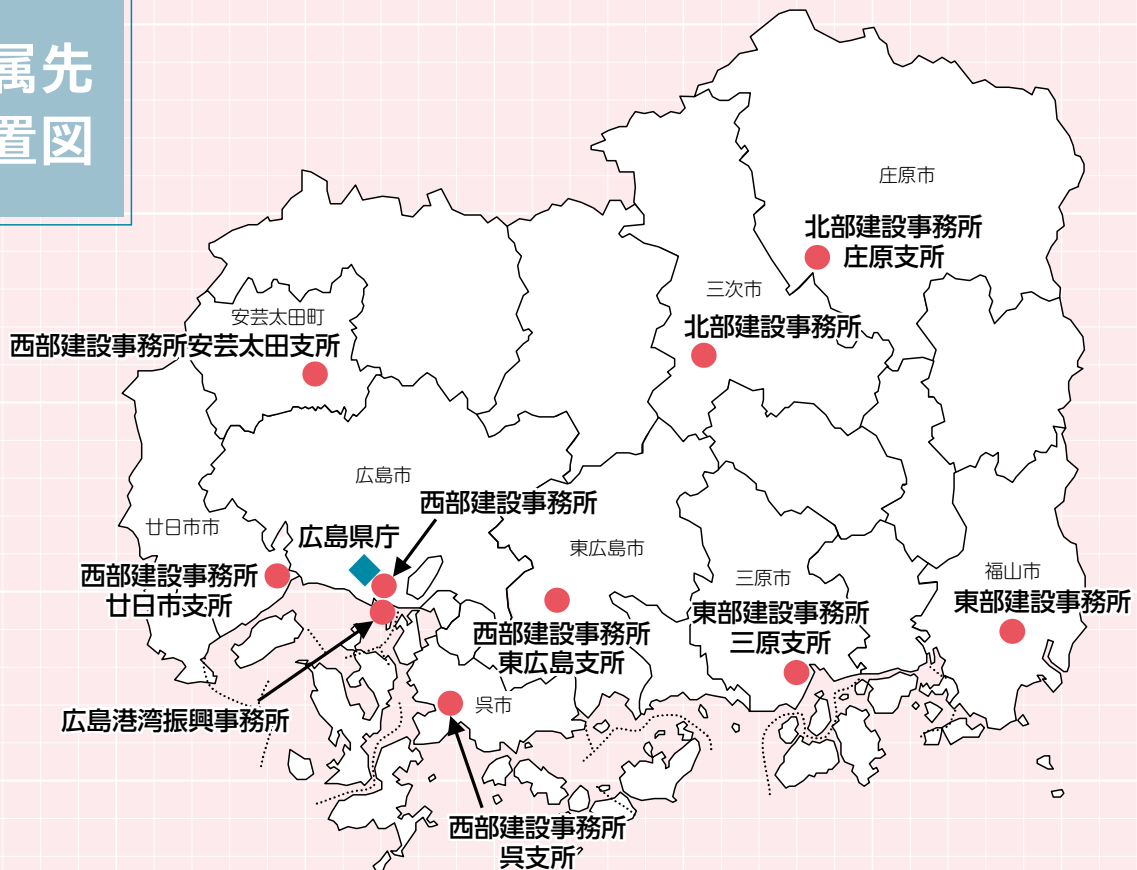 属先
置図
庄原市
北部建設事務所
庄原支所
三次市
北部建設事務所
安芸太田町
西部建設事務所安芸太田支所
広島市
西部建設事務所
廿日市市
広島県庁
東広島市
西部建設事務所
廿日市支所
三原市
福山市
東部建設事務所
東部建設事務所
三原支所
西部建設事務所
東広島支所
呉市
広島港湾振興事務所
西部建設事務所
呉支所